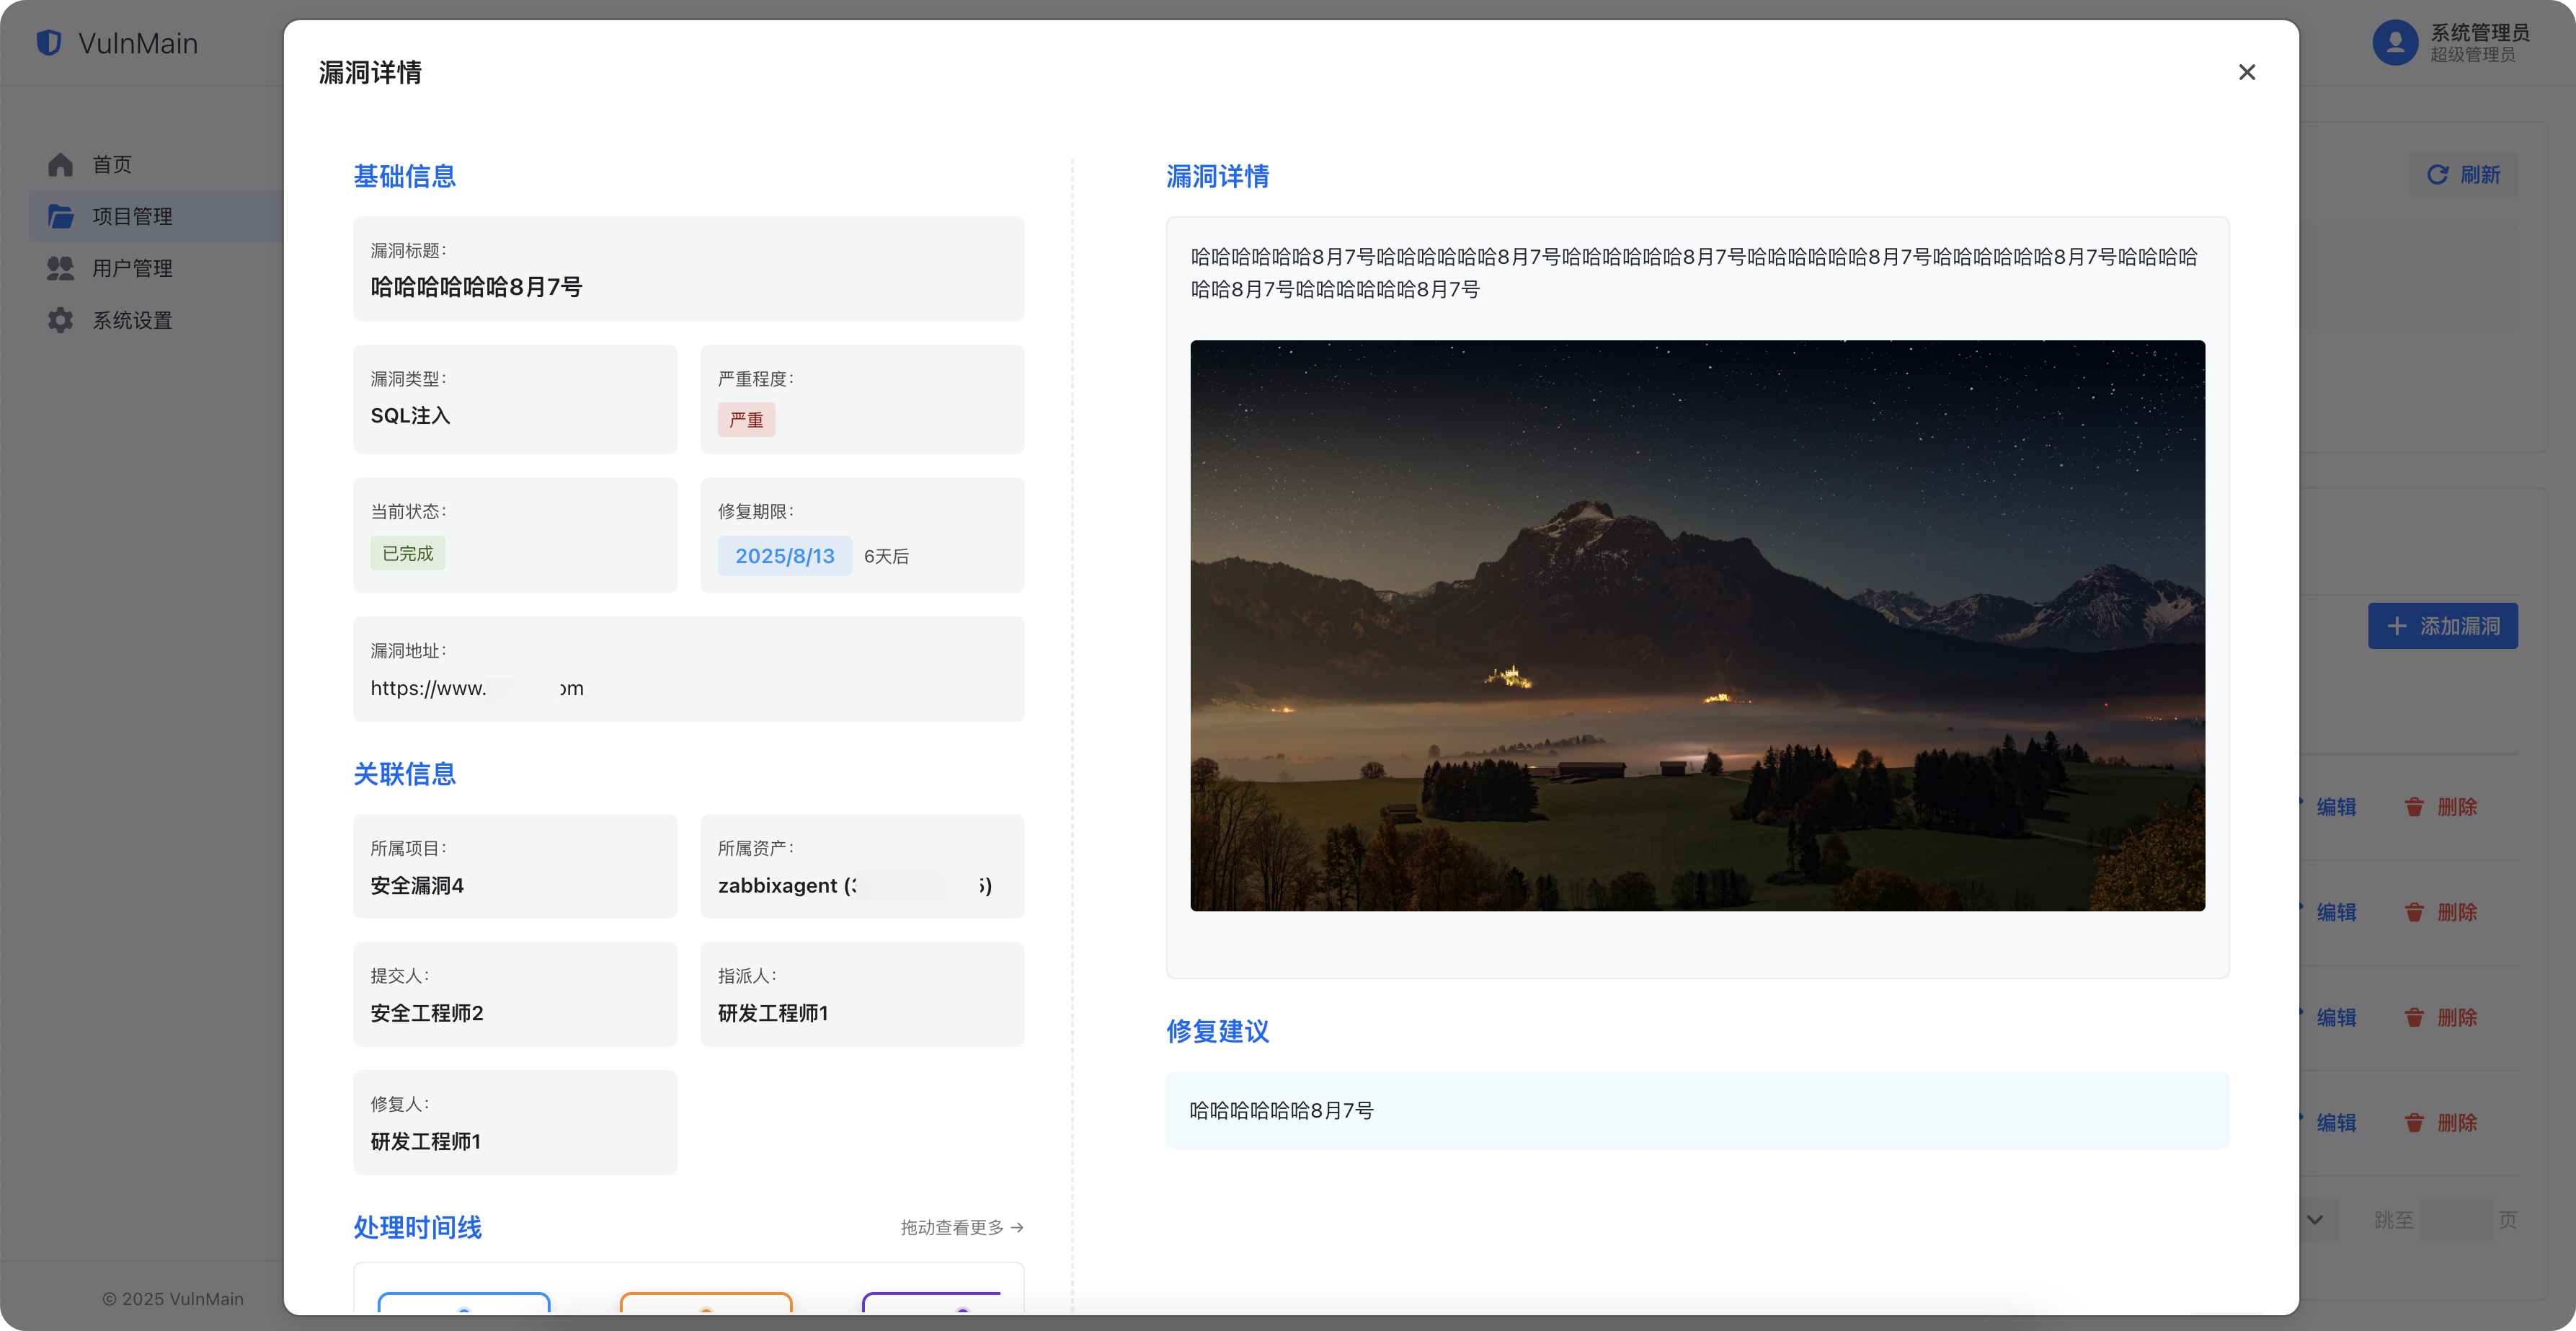 VulnMain
系统管理员
超级管理员
首页
项目管理
用户管理
系统设置
© 2025 VulnMain
漏洞详情
基础信息
漏洞标题:
哈哈哈哈哈哈8月7号
漏洞类型:
SQL注入
严重程度:
严重
当前状态:
已完成
修复期限:
2025/8/13 6天后
漏洞地址:
https://www. om
关联信息
所属项目:
安全漏洞4
所属资产:
zabbixagent ( )
提交人:
安全工程师2
指派人:
研发工程师1
修复人:
研发工程师1
处理时间线
拖动查看更多 →
漏洞详情
哈哈哈哈哈哈8月7号哈哈哈哈哈哈8月7号哈哈哈哈哈哈8月7号哈哈哈哈哈哈8月7号哈哈哈哈哈哈8月7号哈哈哈哈
哈哈8月7号哈哈哈哈哈哈8月7号
修复建议
哈哈哈哈哈哈8月7号
刷新
添加漏洞
编辑 删除
编辑 删除
编辑 删除
编辑 删除
跳至 页